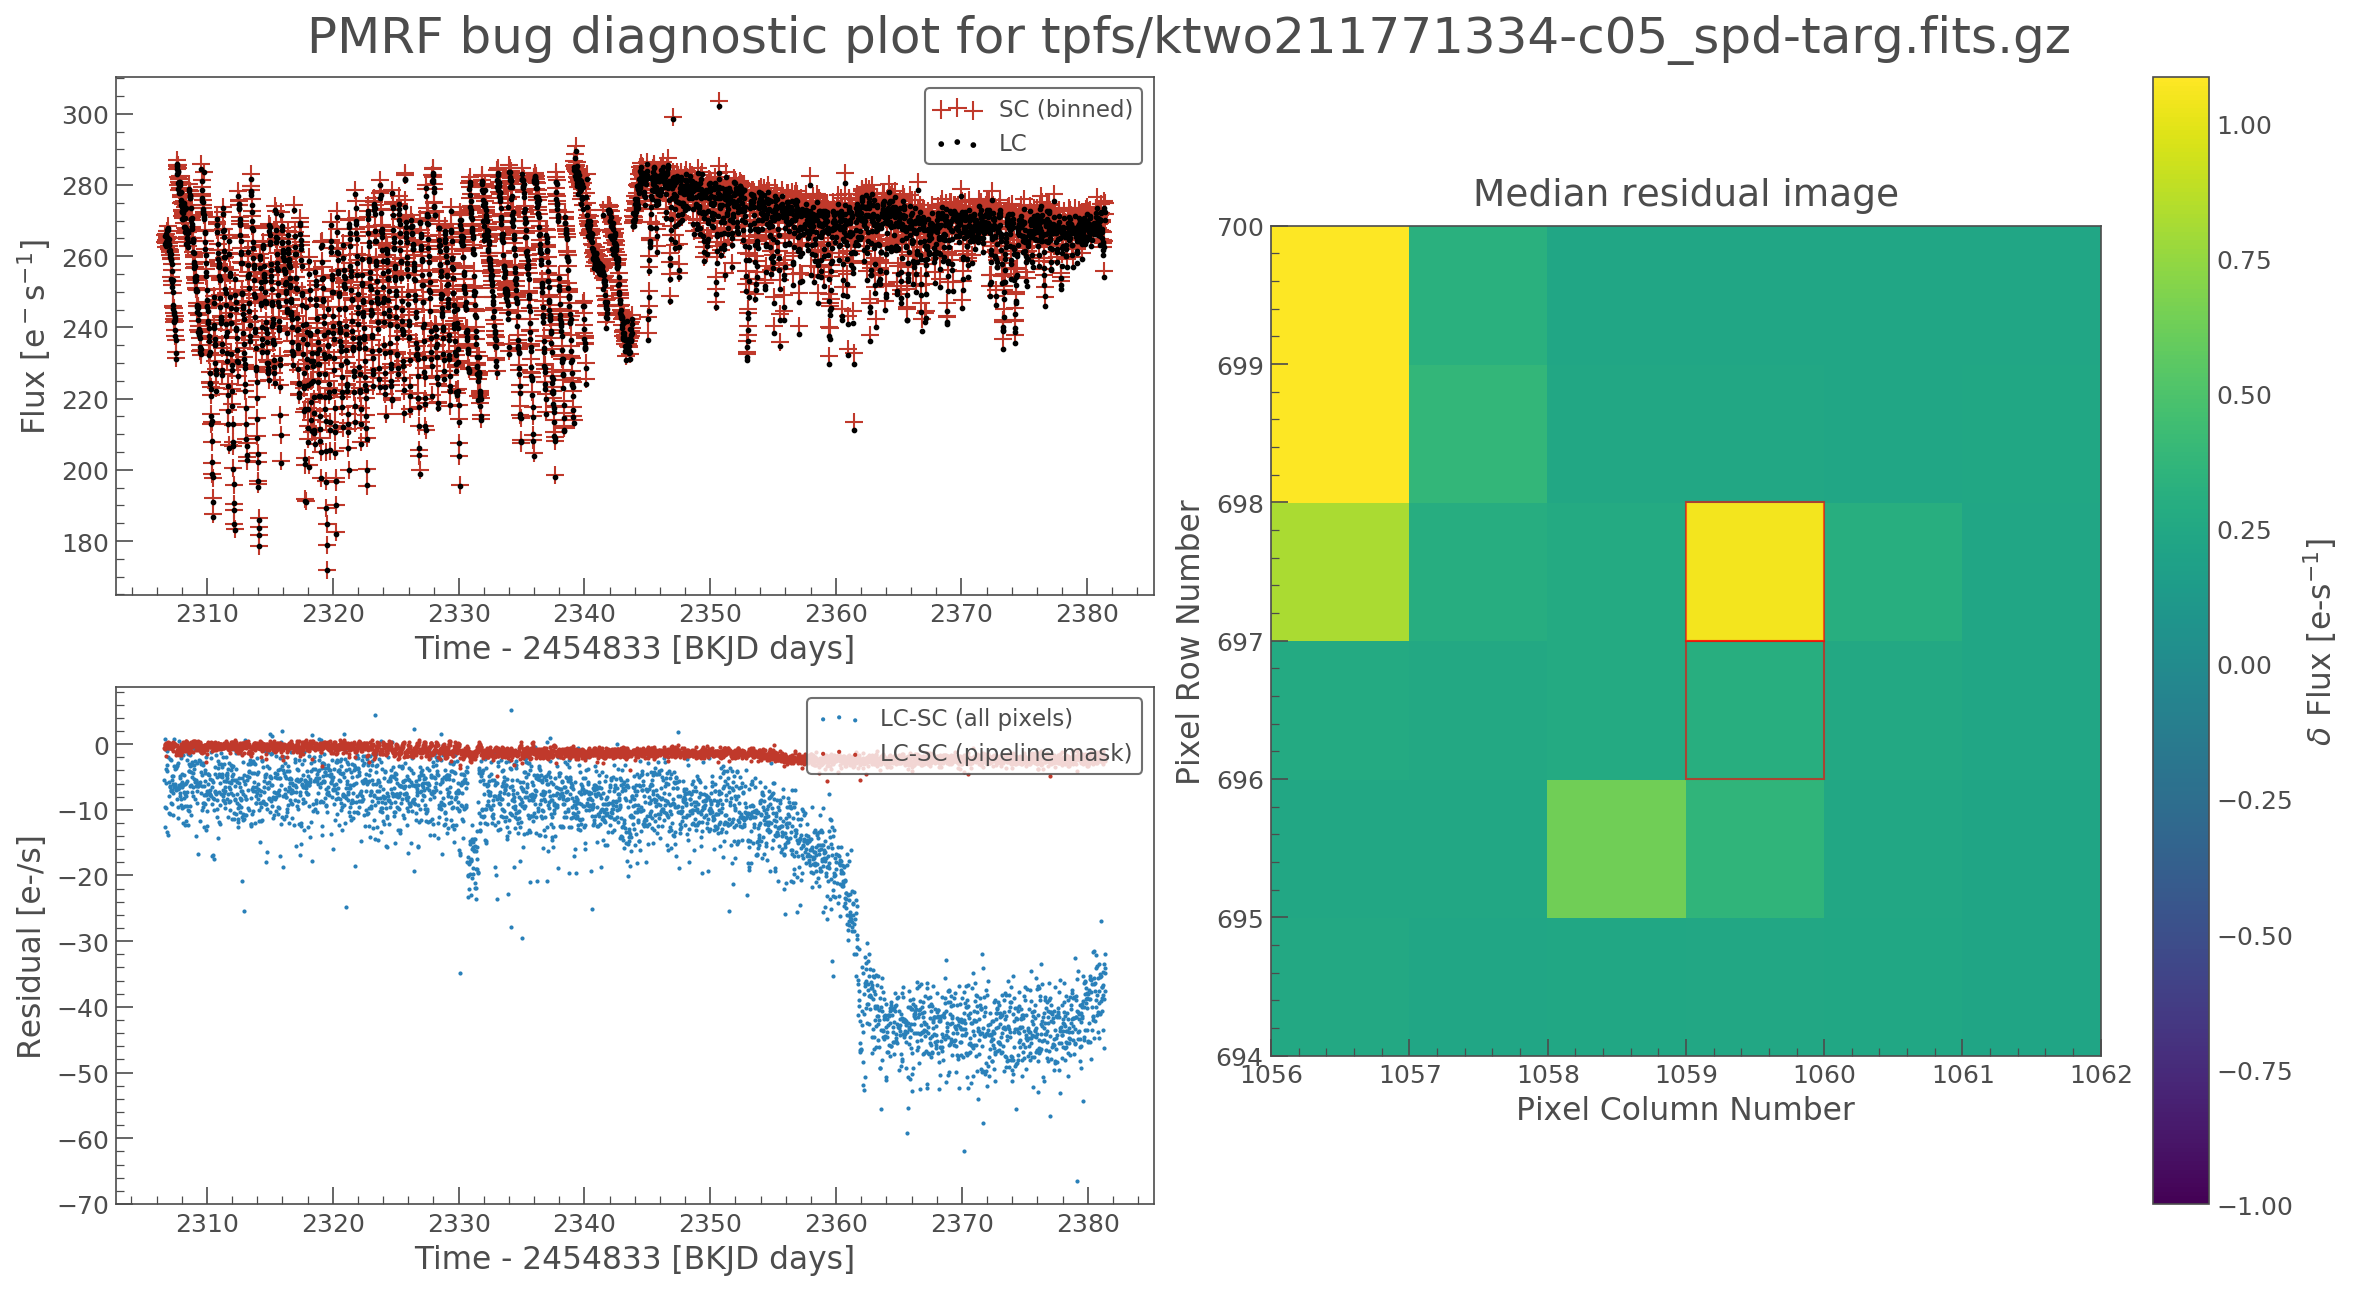 PMRF bug diagnostic plot for tpfs/ktwo211771334-c05_spd-targ.fits.gz
Flux [e⁻ s⁻¹]
300
280
260
240
220
200
180
SC (binned)
LC
2310 2320 2330 2340 2350 2360 2370 2380
Time - 2454833 [BKJD days]
Residual [e-/s]
0
−10
−20
−30
−40
−50
−60
−70
LC-SC (all pixels)
LC-SC (pipeline mask)
2310 2320 2330 2340 2350 2360 2370 2380
Time - 2454833 [BKJD days]
Median residual image
Pixel Row Number
700
699
698
697
696
695
694
1056 1057 1058 1059 1060 1061 1062
Pixel Column Number
1.00
0.75
0.50
0.25
0.00
−0.25
−0.50
−0.75
−1.00
δ Flux [e-s⁻¹]